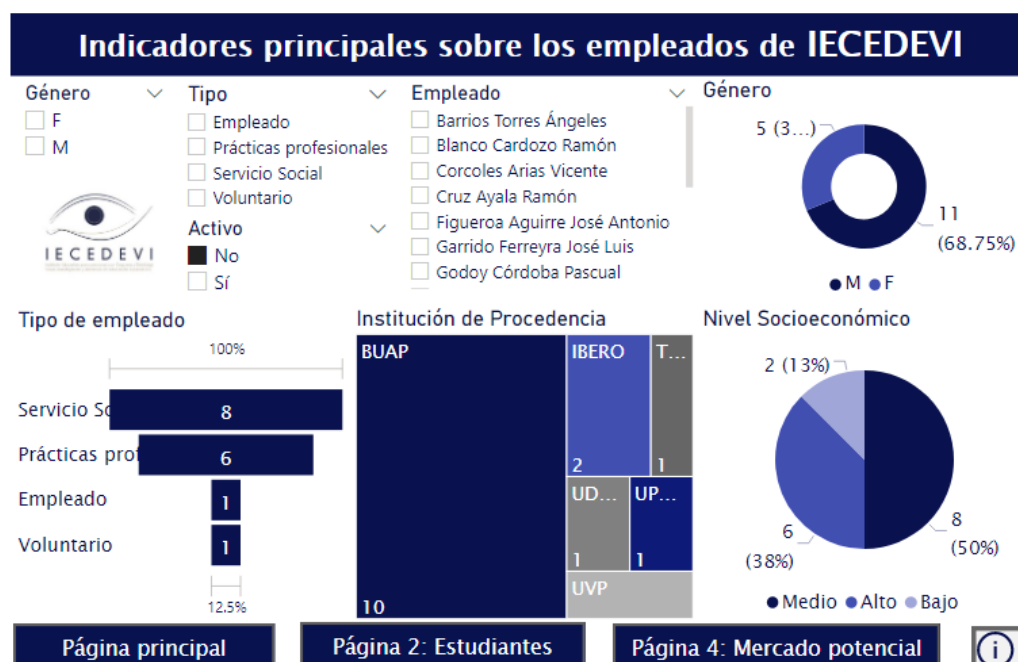 Indicadores principales sobre los empleados de IECEDEVI
Género
F
M
IECEDEVI
Tipo
Empleado
Prácticas profesionales
Servicio Social
Voluntario
Activo
No
Sí
Empleado
Barrios Torres Ángeles
Blanco Cardozo Ramón
Corcoles Arias Vicente
Cruz Ayala Ramón
Figueroa Aguirre José Antonio
Garrido Ferreyra José Luis
Godoy Córdoba Pascual
Género
5 (3...)
11
(68.75%)
M F
Tipo de empleado
100%
Servicio So
8
Prácticas prof
6
Empleado
1
Voluntario
1
12.5%
Institución de Procedencia
BUAP
10
IBERO
2
T...
1
UD...
1
UP...
1
UVP
Nivel Socioeconómico
2 (13%)
6
(38%)
8
(50%)
Medio Alto Bajo
Página principal
Página 2: Estudiantes
Página 4: Mercado potencial
i